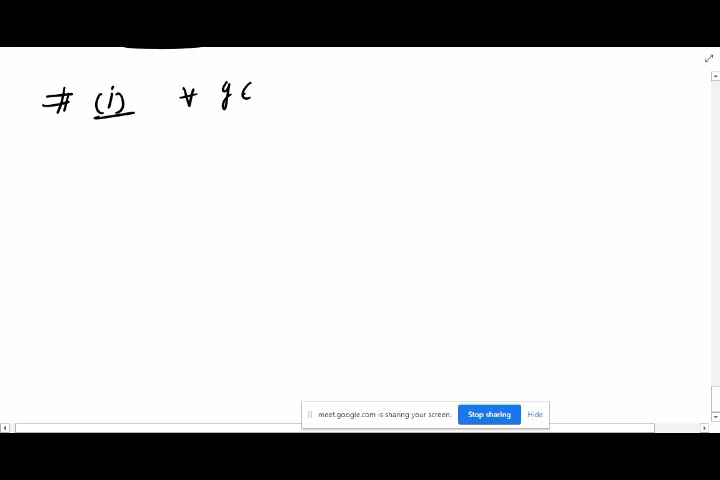 # (i) ∀ g ∈
meet.google.com is sharing your screen. Stop sharing Hide